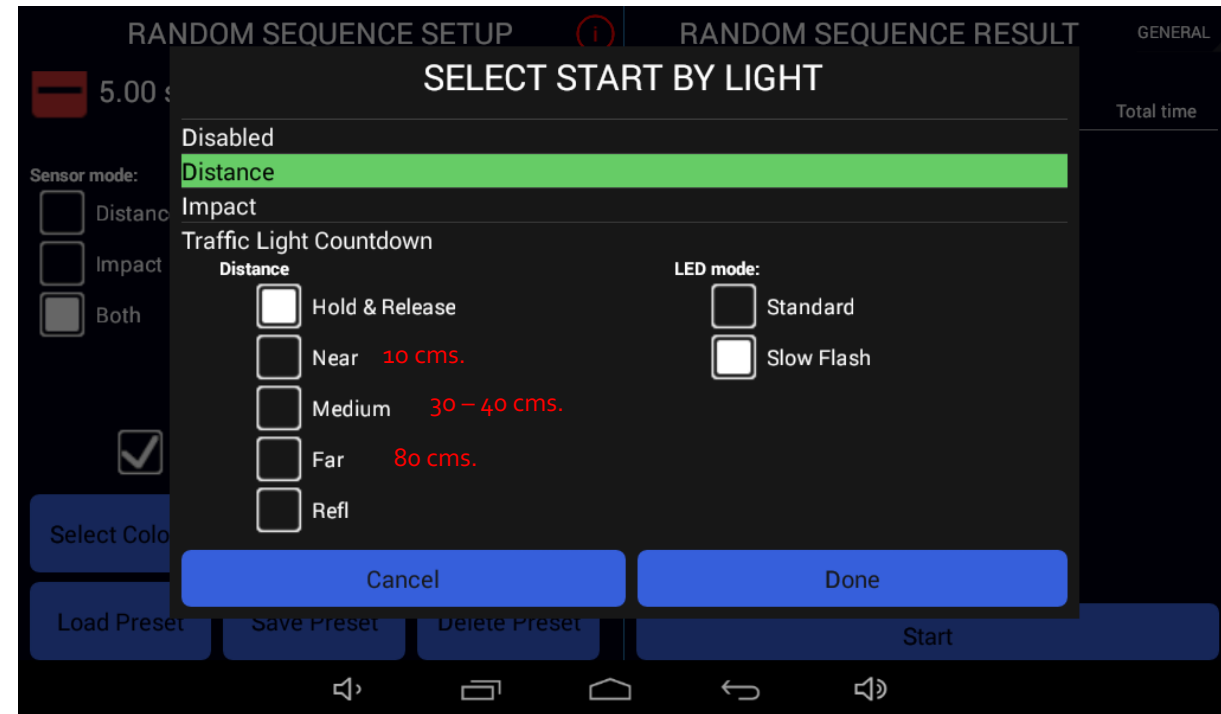 RANDOM SEQUENCE SETUP
RANDOM SEQUENCE RESULT
GENERAL
SELECT START BY LIGHT
5.00 s
Total time
Disabled
Distance
Impact
Traffic Light Countdown
Sensor mode:
Distanc
Impact
Both
Distance
Hold & Release
Near 10 cms.
Medium 30 – 40 cms.
Far 80 cms.
Refl
LED mode:
Standard
Slow Flash
Select Colo
Cancel
Done
Load Preset
Save Preset
Delete Preset
Start